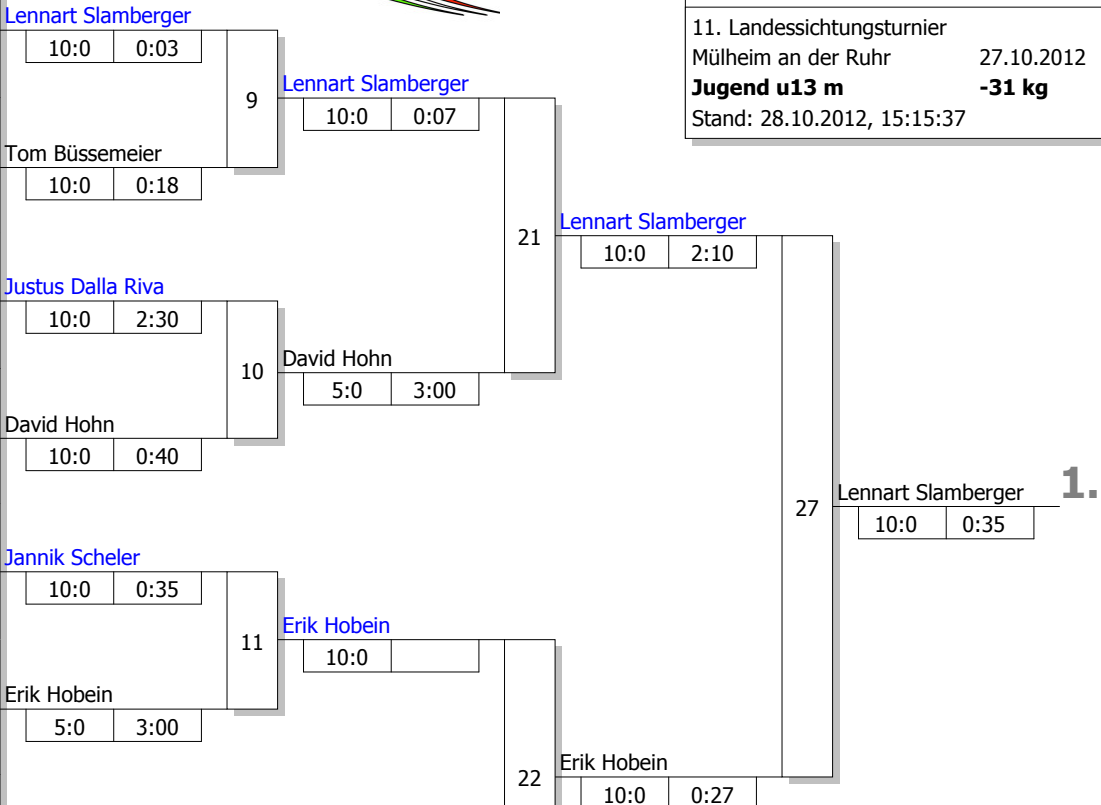 Lennart Slamberger
10:0 0:03
11. Landessichtungsturnier
Mülheim an der Ruhr 27.10.2012
Jugend u13 m -31 kg
Stand: 28.10.2012, 15:15:37
9
Lennart Slamberger
10:0 0:07
Tom Büssemeier
10:0 0:18
21
Lennart Slamberger
10:0 2:10
Justus Dalla Riva
10:0 2:30
10
David Hohn
5:0 3:00
David Hohn
10:0 0:40
27
Lennart Slamberger 1.
10:0 0:35
Jannik Scheler
10:0 0:35
11
Erik Hobein
10:0
Erik Hobein
5:0 3:00
22
Erik Hobein
10:0 0:27